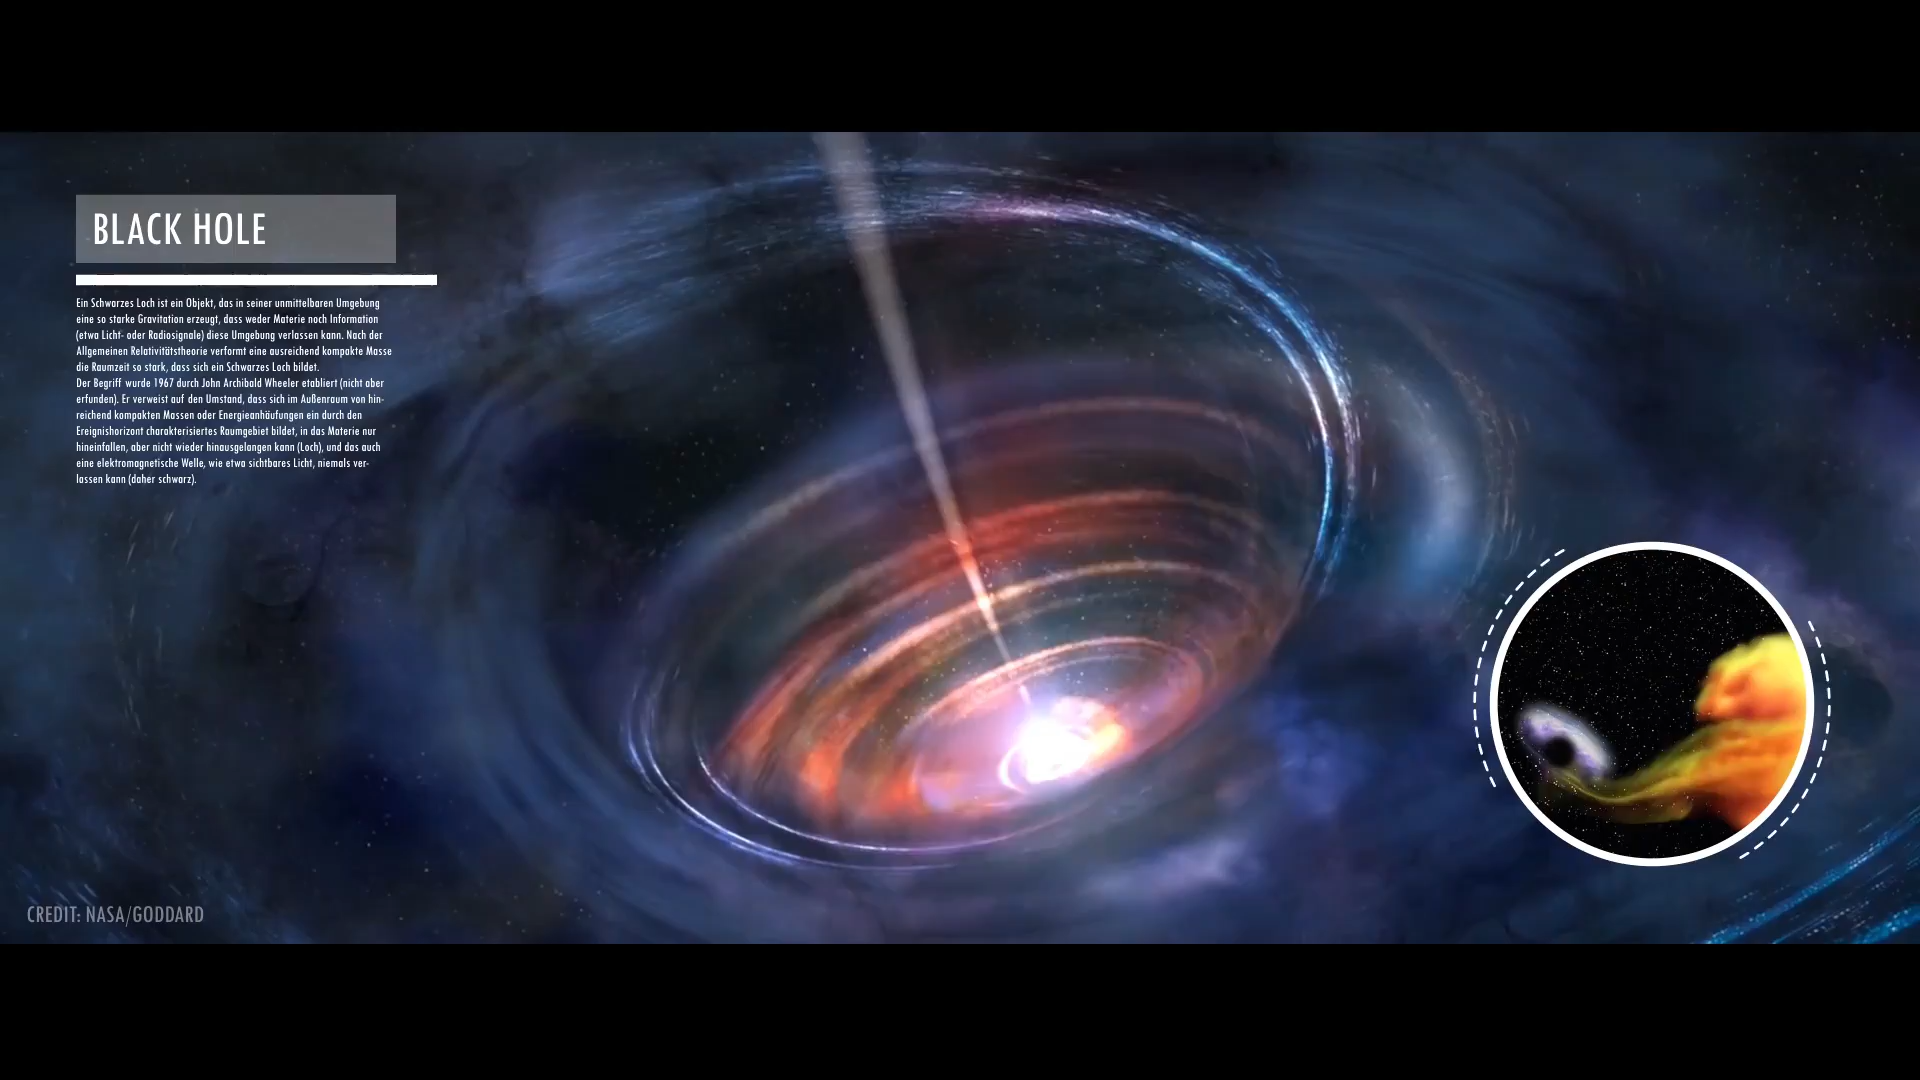 BLACK HOLE
Ein Schwarzes Loch ist ein Objekt, das in seiner unmittelbaren Umgebung
eine so starke Gravitation erzeugt, dass weder Materie noch Information
(etwa Licht- oder Radiosignale) diese Umgebung verlassen kann. Nach der
Allgemeinen Relativitätstheorie verformt eine ausreichend kompakte Masse
die Raumzeit so stark, dass sich ein Schwarzes Loch bildet.
Der Begriff wurde 1967 durch John Archibald Wheeler etabliert (nicht aber
erfunden). Er verweist auf den Umstand, dass sich im Außenraum von hin-
reichend kompakten Massen oder Energieanhäufungen ein durch den
Ereignishorizont charakterisiertes Raumgebiet bildet, in das Materie nur
hineinfallen, aber nicht wieder hinausgelangen kann (Loch), und das auch
eine elektromagnetische Welle, wie etwa sichtbares Licht, niemals ver-
lassen kann (daher schwarz).
CREDIT: NASA/GODDARD